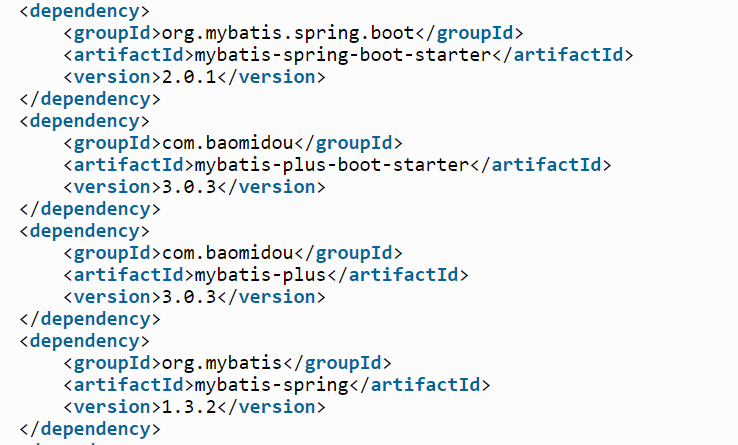 <dependency>
<groupId>org.mybatis.spring.boot</groupId>
<artifactId>mybatis-spring-boot-starter</artifactId>
<version>2.0.1</version>
</dependency>
<dependency>
<groupId>com.baomidou</groupId>
<artifactId>mybatis-plus-boot-starter</artifactId>
<version>3.0.3</version>
</dependency>
<dependency>
<groupId>com.baomidou</groupId>
<artifactId>mybatis-plus</artifactId>
<version>3.0.3</version>
</dependency>
<dependency>
<groupId>org.mybatis</groupId>
<artifactId>mybatis-spring</artifactId>
<version>1.3.2</version>
</dependency>